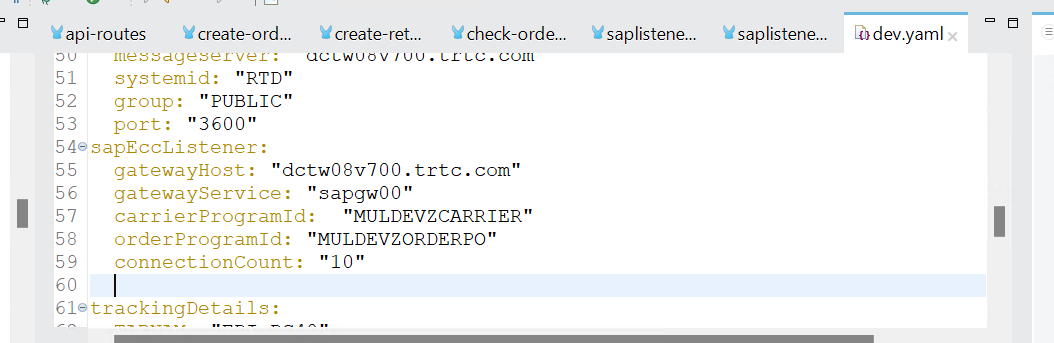 api-routes
create-ord...
create-ret...
check-orde...
saplistene...
saplistene...
dev.yaml
50 messageserver: "dctw08v700.trtc.com"
51 systemid: "RTD"
52 group: "PUBLIC"
53 port: "3600"
54 sapEccListener:
55 gatewayHost: "dctw08v700.trtc.com"
56 gatewayService: "sapgw00"
57 carrierProgramId:  "MULDEVZCARRIER"
58 orderProgramId: "MULDEVZORDERPO"
59 connectionCount: "10"
60
61 trackingDetails: